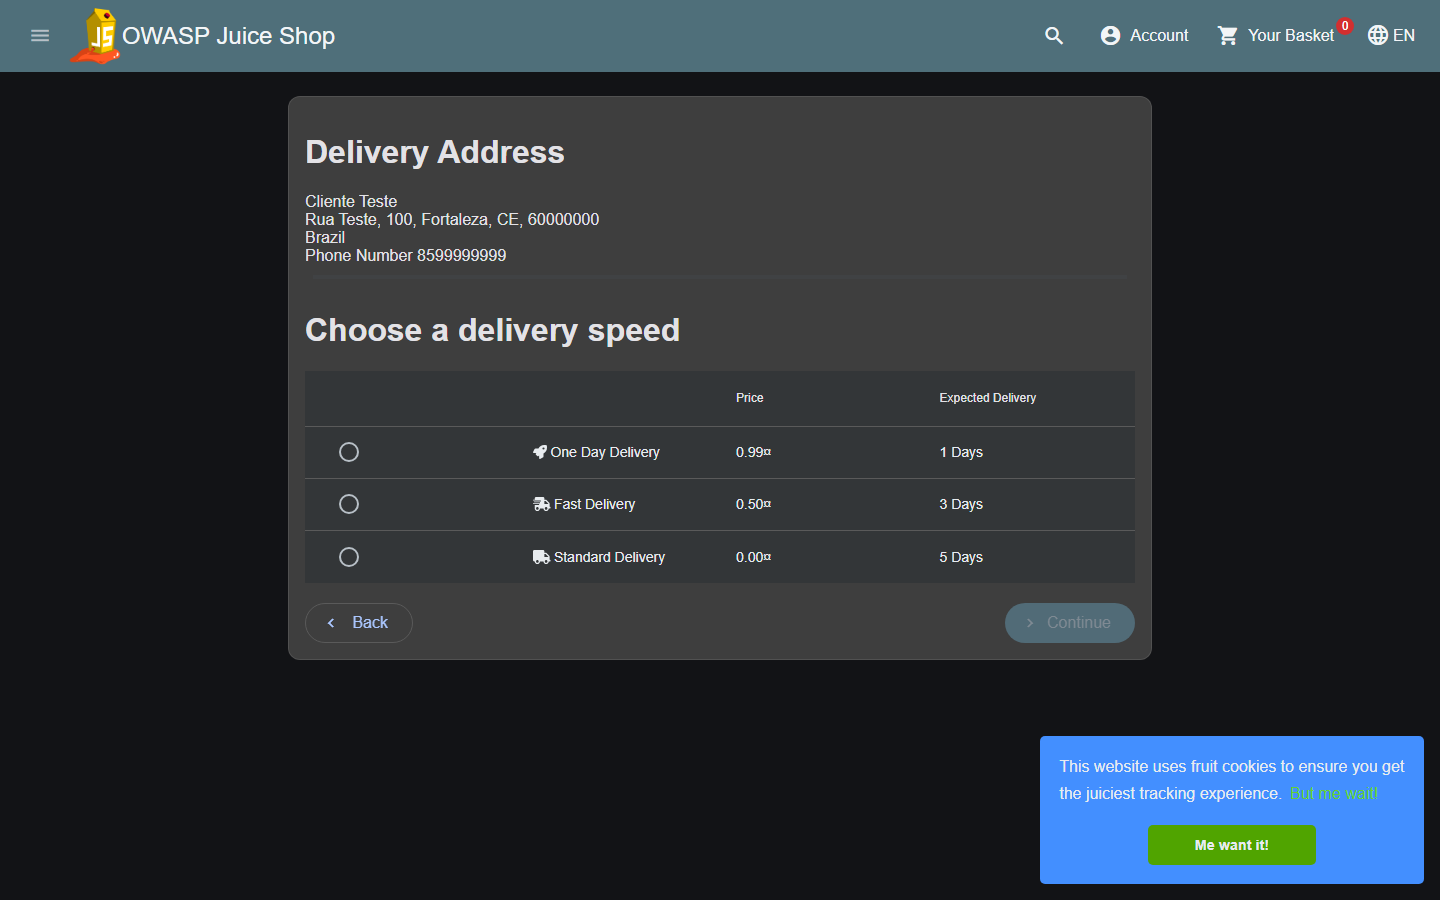 JS OWASP Juice Shop
Account
Your Basket 0
EN
Delivery Address
Cliente Teste
Rua Teste, 100, Fortaleza, CE, 60000000
Brazil
Phone Number 8599999999
Choose a delivery speed
Price Expected Delivery
One Day Delivery 0.99¤ 1 Days
Fast Delivery 0.50¤ 3 Days
Standard Delivery 0.00¤ 5 Days
Back Continue
This website uses fruit cookies to ensure you get
the juiciest tracking experience. But me wait!
Me want it!